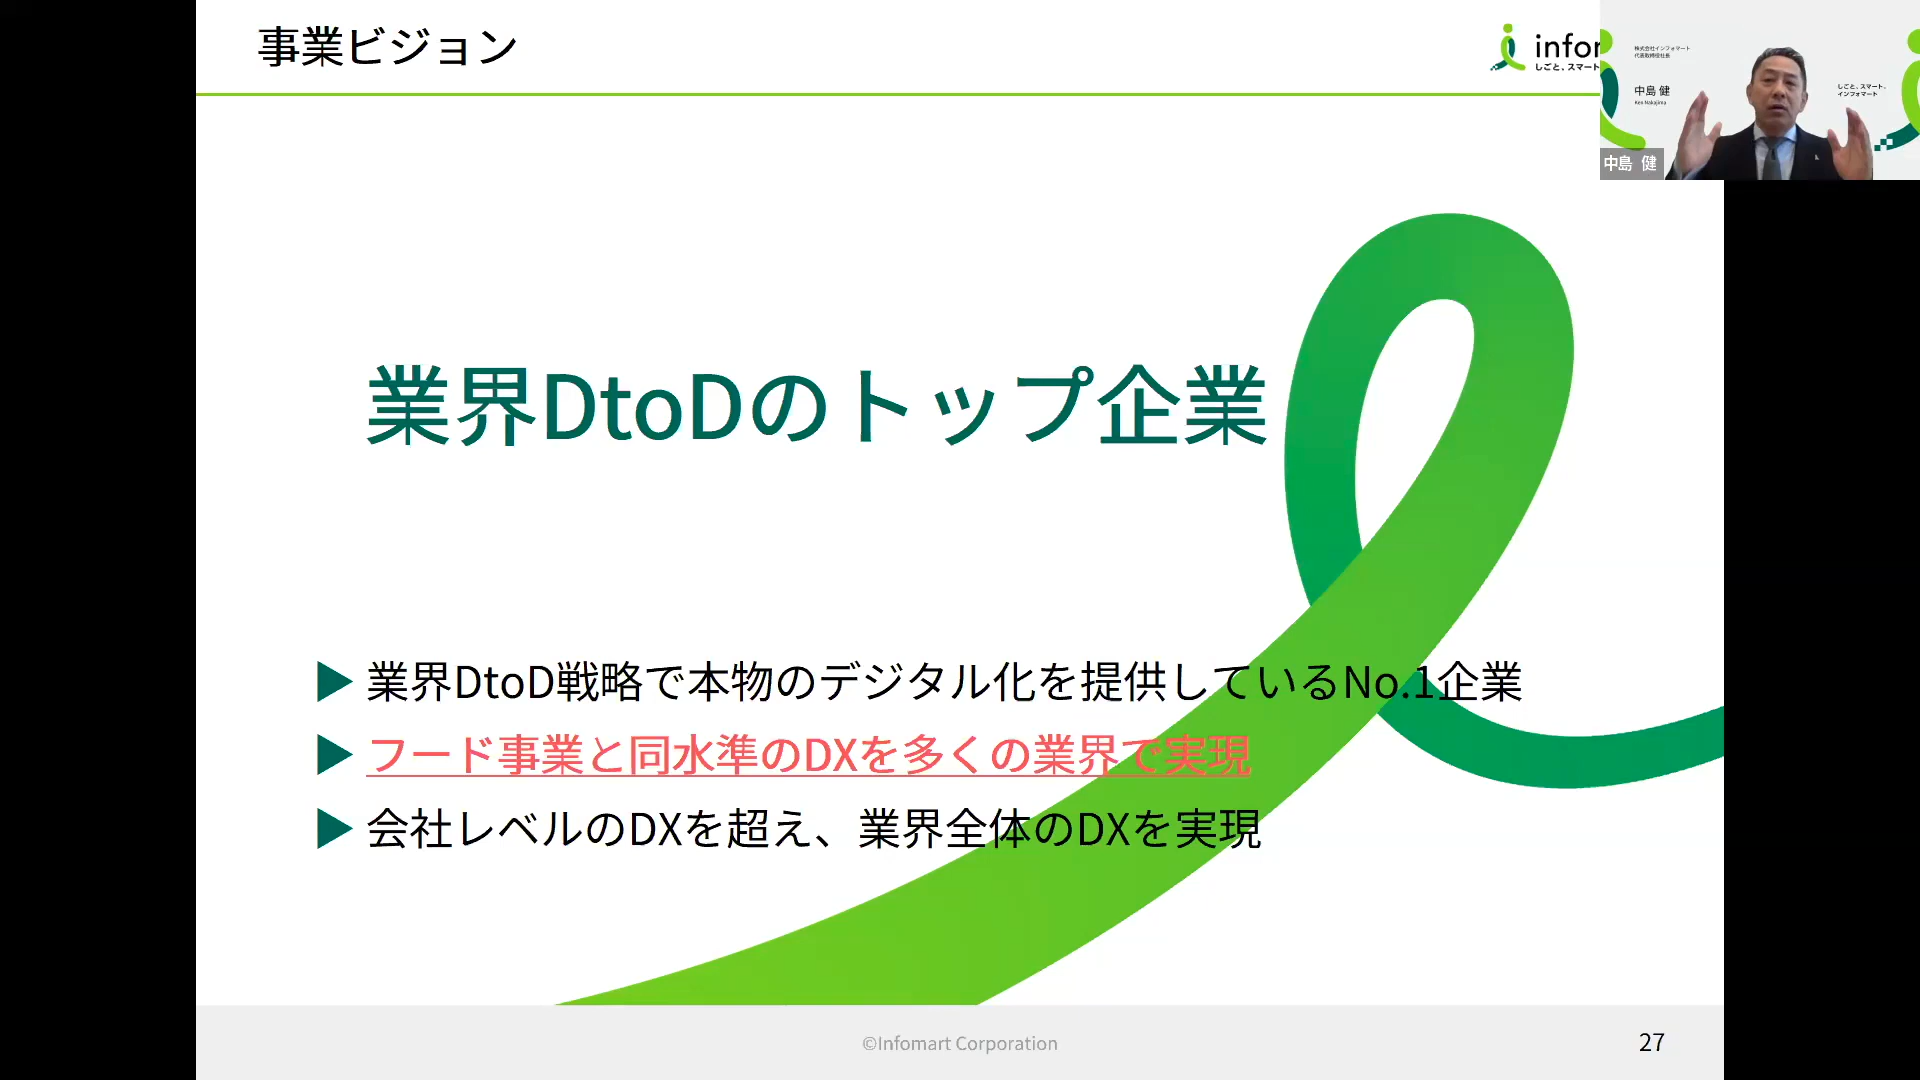 事業ビジョン
infor
しごと、スマート
株式会社インフォマート
代表取締役社長
中島 健
Ken Nakajima
しごと、スマート。
インフォマート
中島 健
業界DtoDのトップ企業
業界DtoD戦略で本物のデジタル化を提供しているNo.1企業
フード事業と同水準のDXを多くの業界で実現
会社レベルのDXを超え、業界全体のDXを実現
©Infomart Corporation
27